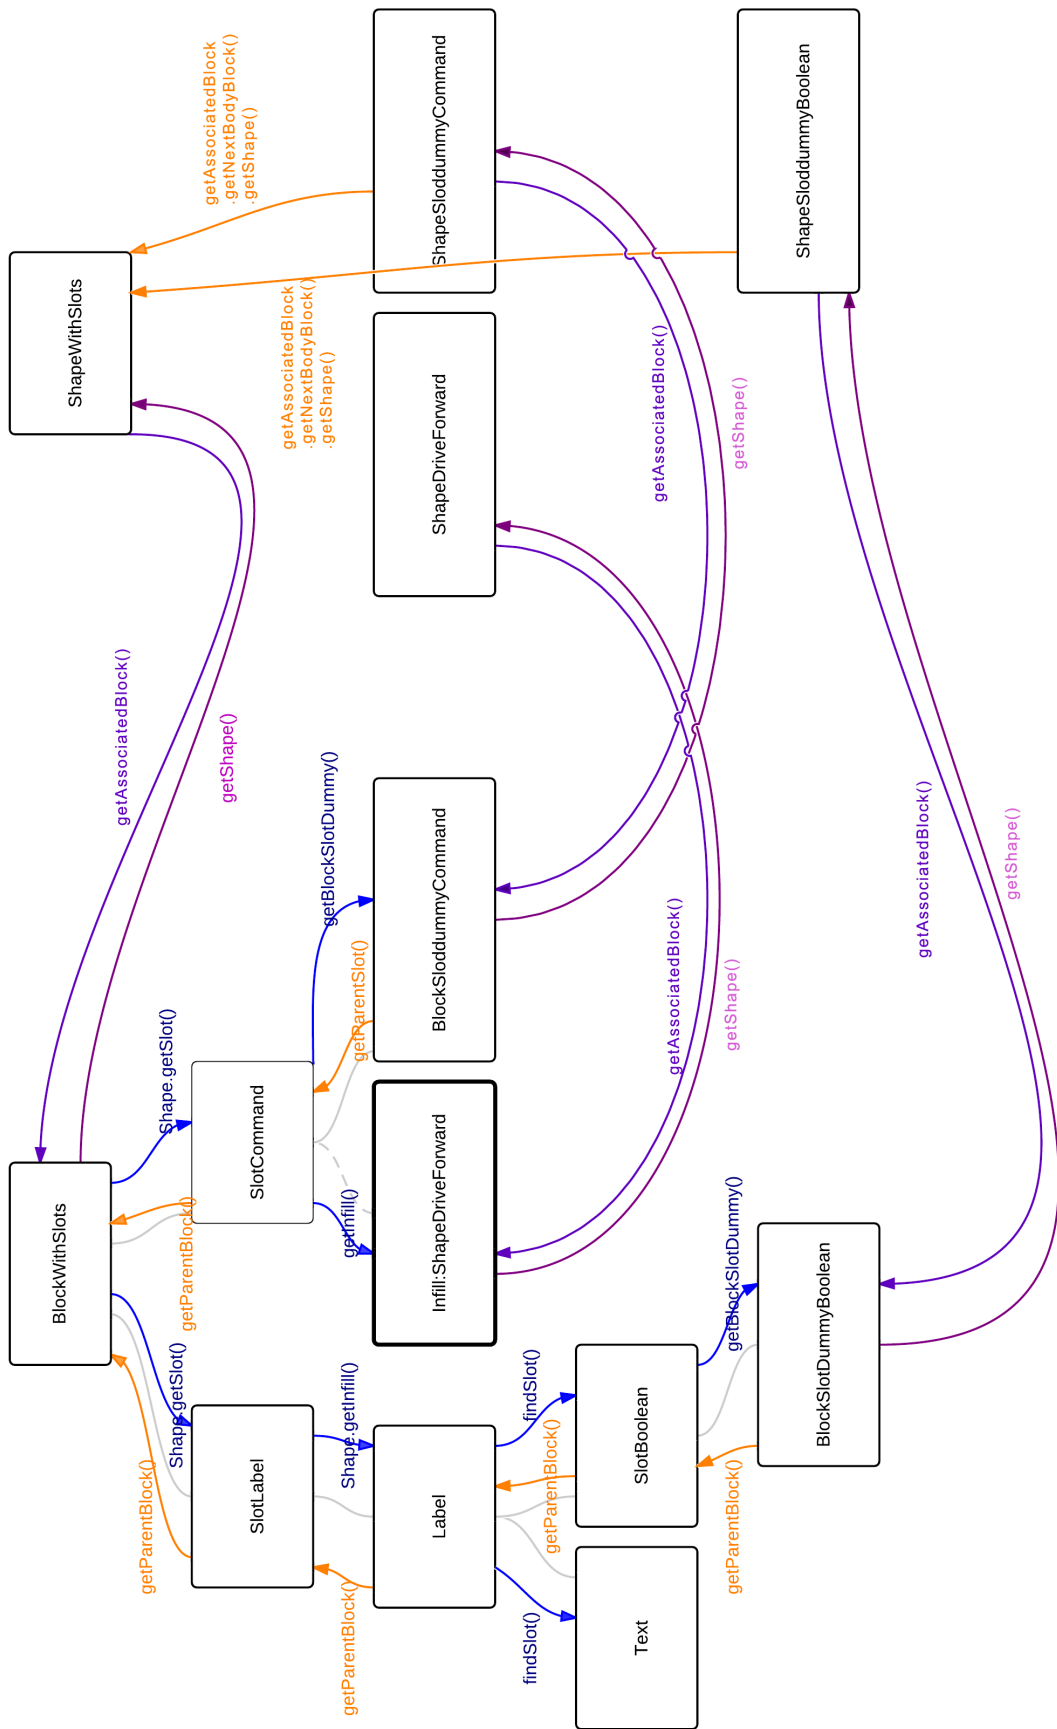 ShapeWithSlots
ShapeSloddummyCommand
ShapeSloddummyBoolean
getAssociatedBlock
.getNextBodyBlock()
.getShape()
getAssociatedBlock
.getNextBodyBlock()
.getShape()
ShapeDriveForward
getAssociatedBlock()
getShape()
getAssociatedBlock()
getShape()
getAssociatedBlock()
getShape()
getAssociatedBlock()
getShape()
BlockWithSlots
Shape.getSlot()
SlotCommand
getParentBlock()
getBlockSlotDummy()
getParentSlot()
BlockSloddummyCommand
getInfill()
Infill:ShapeDriveForward
Shape.getSlot()
getParentBlock()
SlotLabel
Shape.getInfill()
getParentBlock()
Label
findSlot()
getParentBlock()
SlotBoolean
getBlockSlotDummy()
getParentBlock()
BlockSlotDummyBoolean
findSlot()
Text